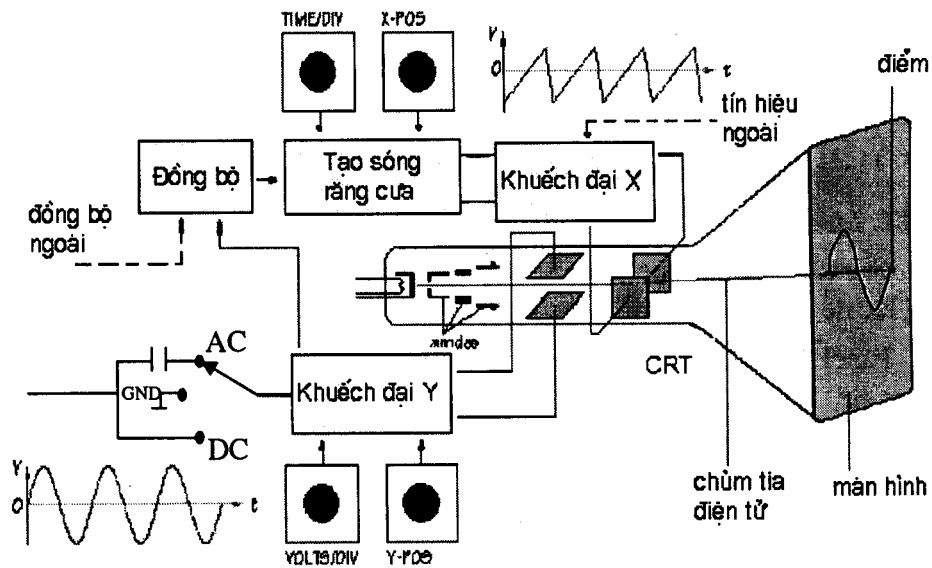 TIME/DIV
X-POS
V
0
t
điểm
tín hiệu
ngoài
Đồng bộ
Tạo sóng
răng cưa
Khuếch đại X
đồng bộ
ngoài
AC
GND
DC
Khuếch đại Y
CRT
V
0
t
VOLTS/DIV
Y-POS
chùm tia
điện tử
màn hình